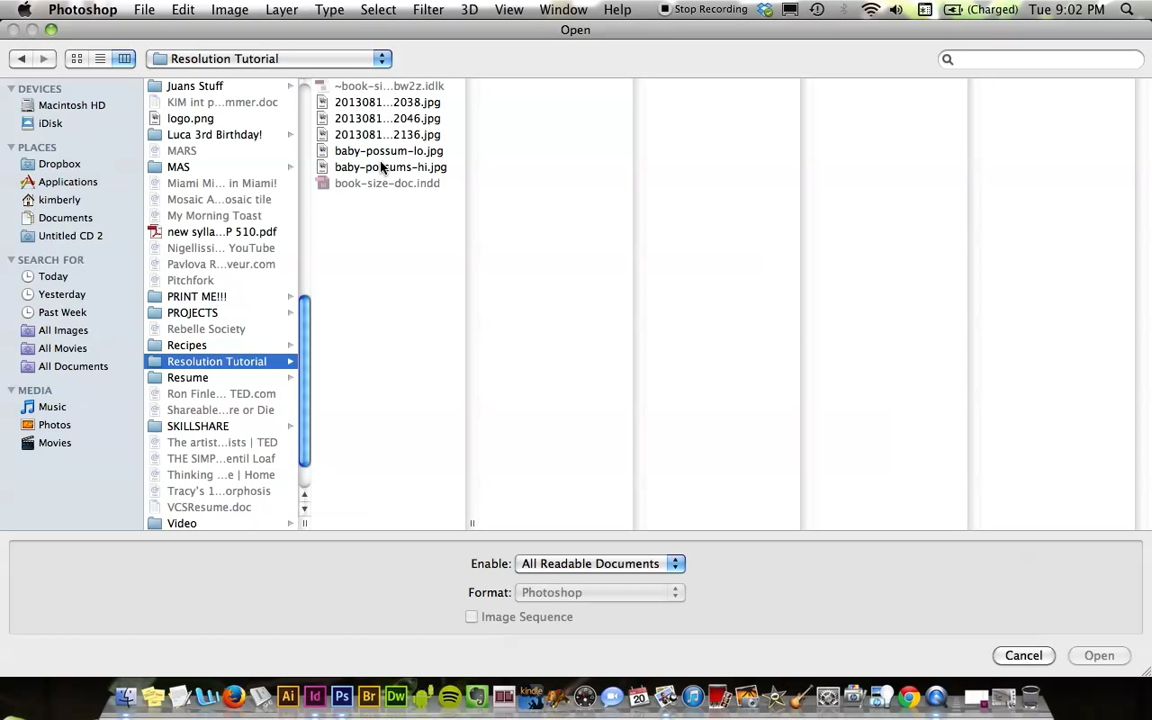 Photoshop File Edit Image Layer Type Select Filter 3D View Window Help Stop Recording (Charged) Tue 9:02 PM
Open
Resolution Tutorial
DEVICES
Macintosh HD
iDisk
PLACES
Dropbox
Applications
kimberly
Documents
Untitled CD 2
SEARCH FOR
Today
Yesterday
Past Week
All Images
All Movies
All Documents
MEDIA
Music
Photos
Movies
Juans Stuff
KIM int p...mmer.doc
logo.png
Luca 3rd Birthday!
MARS
MAS
Miami Mi... in Miami!
Mosaic A...osaic tile
My Morning Toast
new sylla...P 510.pdf
Nigellissi... YouTube
Pavlova R...veur.com
Pitchfork
PRINT ME!!!
PROJECTS
Rebelle Society
Recipes
Resolution Tutorial
Resume
Ron Finle... TED.com
Shareable...re or Die
SKILLSHARE
The artist...ists | TED
THE SIMP...entil Loaf
Thinking ...e | Home
Tracy's 1...orphosis
VCSResume.doc
Video
~book-si...bw2z.idlk
2013081...2038.jpg
2013081...2046.jpg
2013081...2136.jpg
baby-possum-lo.jpg
baby-possums-hi.jpg
book-size-doc.indd
Enable: All Readable Documents
Format: Photoshop
Image Sequence
Cancel Open
Ai Id Ps Br Dw kindle 20